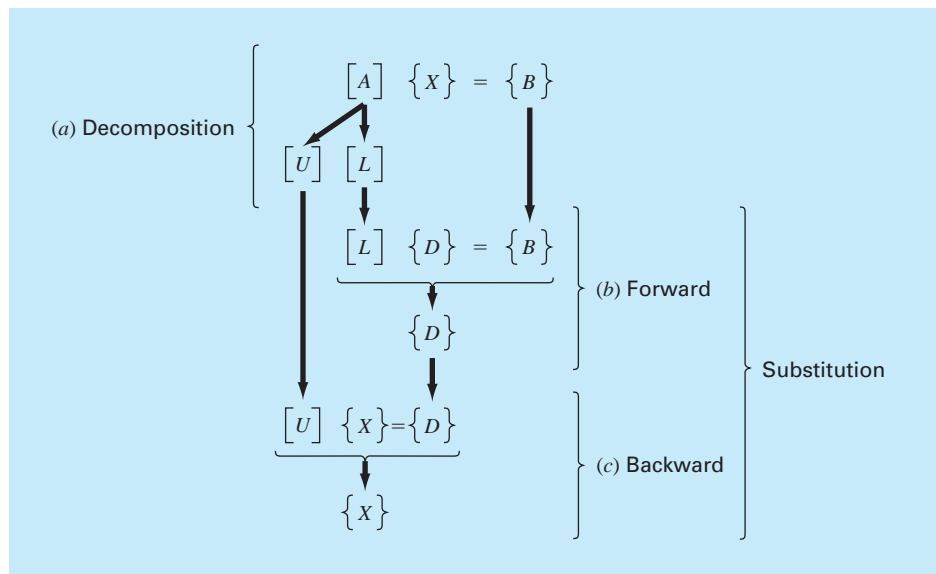 [A] {X} = {B}
(a) Decomposition
[U] [L]
[L] {D} = {B}
(b) Forward
{D}
Substitution
[U] {X}={D}
(c) Backward
{X}